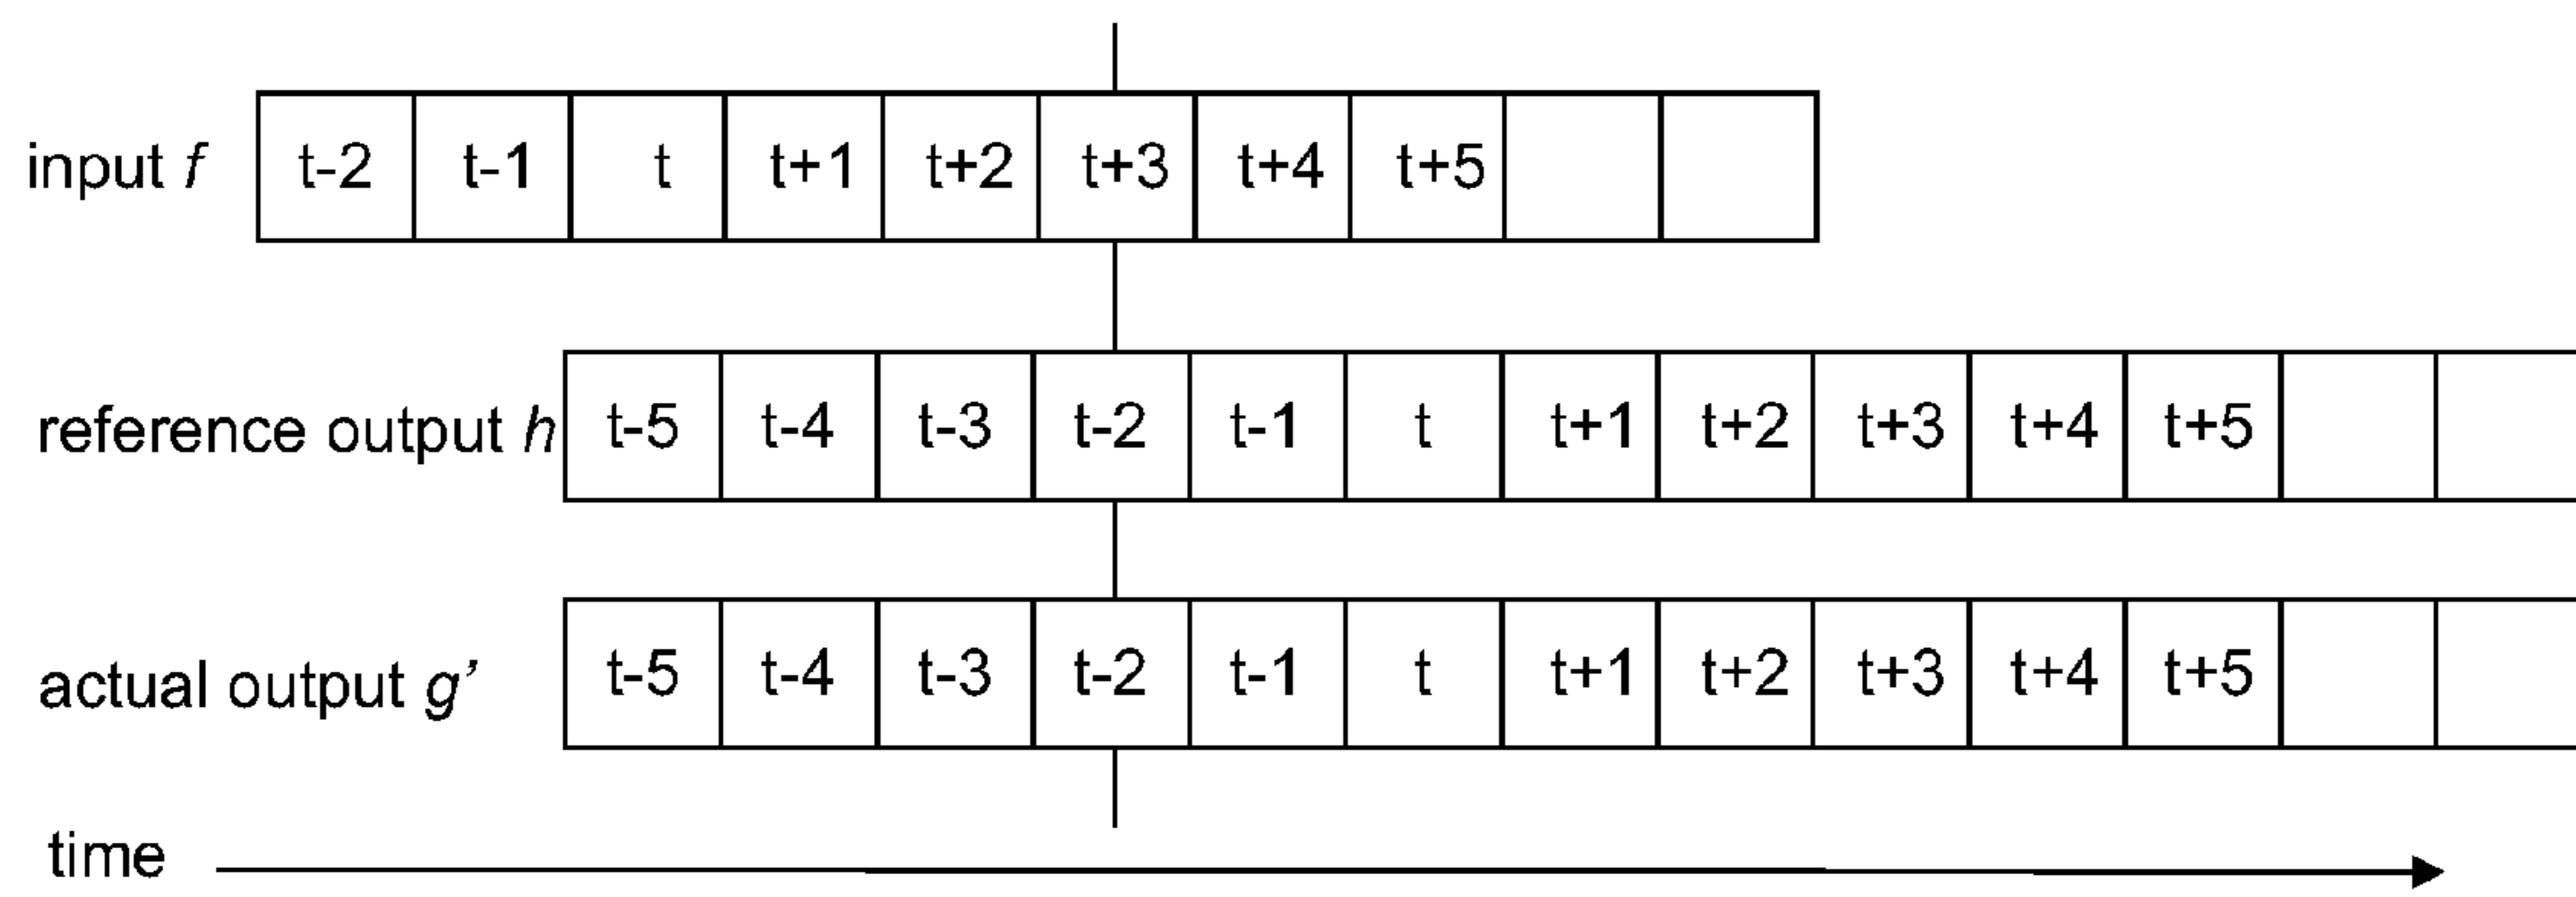 input f t-2 t-1 t t+1 t+2 t+3 t+4 t+5
reference output h t-5 t-4 t-3 t-2 t-1 t t+1 t+2 t+3 t+4 t+5
actual output g’ t-5 t-4 t-3 t-2 t-1 t t+1 t+2 t+3 t+4 t+5
time